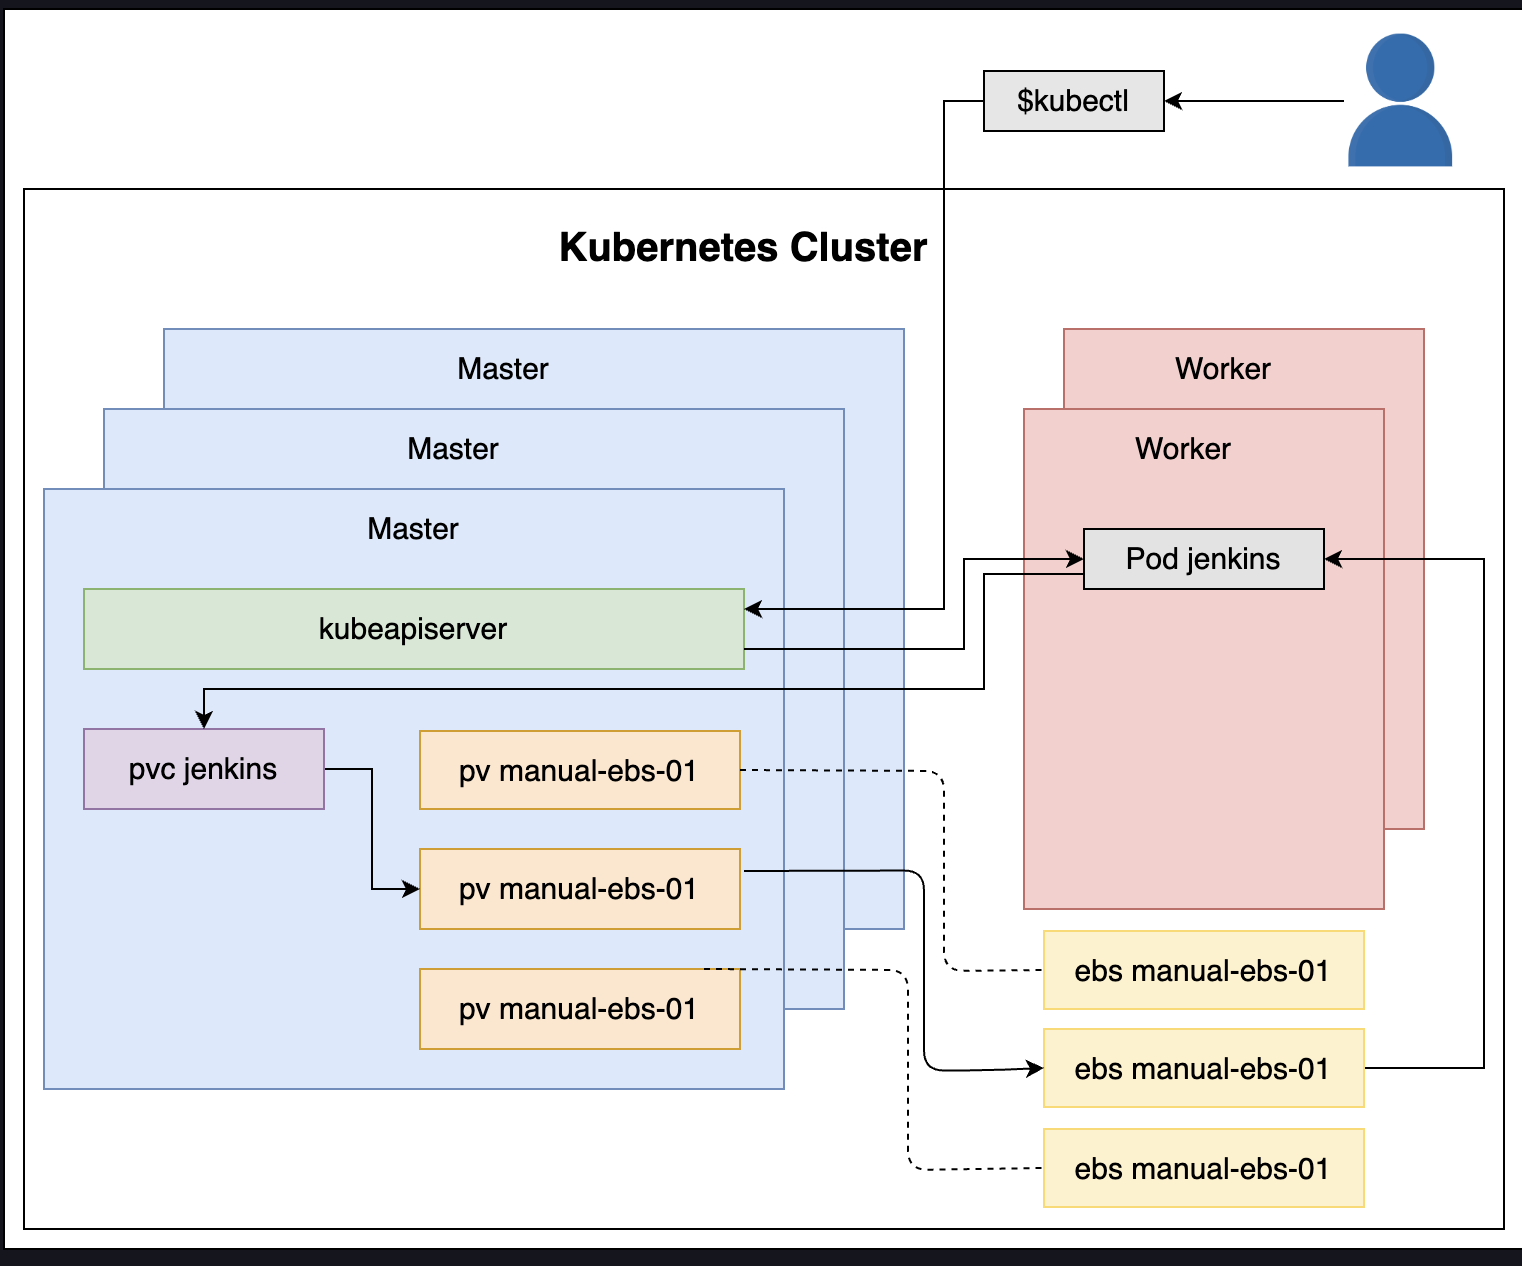 $kubectl
Kubernetes Cluster
Master
Worker
Master
Worker
Master
Pod jenkins
kubeapiserver
pvc jenkins
pv manual-ebs-01
pv manual-ebs-01
pv manual-ebs-01
ebs manual-ebs-01
ebs manual-ebs-01
ebs manual-ebs-01